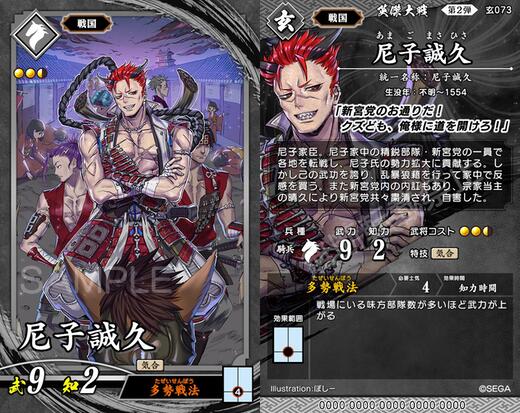 戦国
SAMPLE
尼子誠久
気合
武9 知2
たぜいせんぽう
多勢戦法
4
玄
戦国
英傑大戦
第2弾
玄073
あまごまさひさ
尼子誠久
統一名称:尼子誠久
生没年:不明～1554
「新宮党のお通りだ!
クズども、俺様に道を開けろ!」
尼子家臣。尼子家中の精鋭部隊・新宮党の一員で
各地を転戦し、尼子氏の勢力拡大に貢献する。し
かし己の武功を誇り、乱暴狼藉を行って家中で反
感を買う。また新宮党内の内訌もあり、宗家当主
の晴久により新宮党共々粛清され、自害した。
兵種 武力 知力 武将コスト
騎兵 9 2 特技 気合
たぜいせんぽう 必要士気 効果時間
多勢戦法 4 知力時間
効果範囲
戦場にいる味方部隊数が多いほど武力が上
がる
Illustration:ぼしー
©SEGA
0000-0000-0000-0000-0000